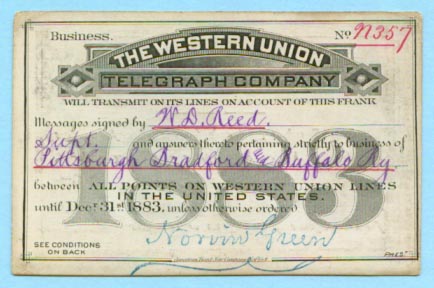 Business. No 97357
THE WESTERN UNION
TELEGRAPH COMPANY
WILL TRANSMIT ON ITS LINES ON ACCOUNT OF THIS FRANK
Messages signed by W. D. Reed.
Supt. and answers thereto pertaining strictly to business of
Pittsburgh Bradford & Buffalo Ry
between ALL POINTS ON WESTERN UNION LINES
IN THE UNITED STATES.
until Decr. 31st 1883, unless otherwise ordered
1883
Norvin Green
SEE CONDITIONS
ON BACK
PREST.